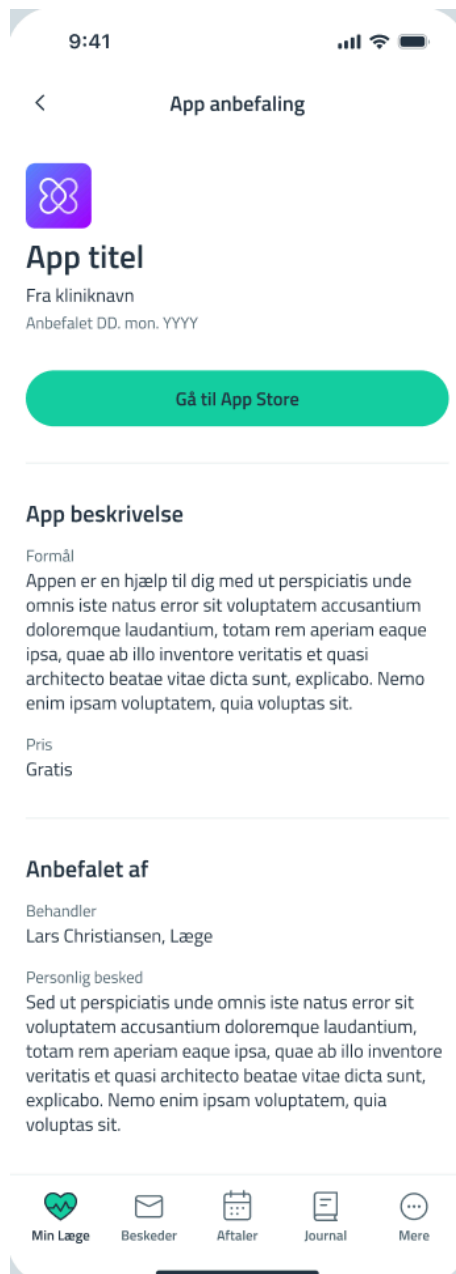 9:41
App anbefaling
App titel
Fra kliniknavn
Anbefalet DD. mon. YYYY
Gå til App Store
App beskrivelse
Formål
Appen er en hjælp til dig med ut perspiciatis unde
omnis iste natus error sit voluptatem accusantium
doloremque laudantium, totam rem aperiam eaque
ipsa, quae ab illo inventore veritatis et quasi
architecto beatae vitae dicta sunt, explicabo. Nemo
enim ipsam voluptatem, quia voluptas sit.
Pris
Gratis
Anbefalet af
Behandler
Lars Christiansen, Læge
Personlig besked
Sed ut perspiciatis unde omnis iste natus error sit
voluptatem accusantium doloremque laudantium,
totam rem aperiam eaque ipsa, quae ab illo inventore
veritatis et quasi architecto beatae vitae dicta sunt,
explicabo. Nemo enim ipsam voluptatem, quia
voluptas sit.
Min Læge Beskeder Aftaler Journal Mere